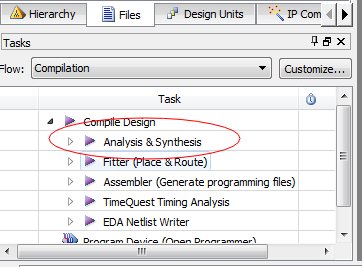 Hierarchy Files Design Units IP Com
Tasks
Flow: Compilation Customize...
Task
Compile Design
Analysis & Synthesis
Fitter (Place & Route)
Assembler (Generate programming files)
TimeQuest Timing Analysis
EDA Netlist Writer
Program Device (Open Programmer)